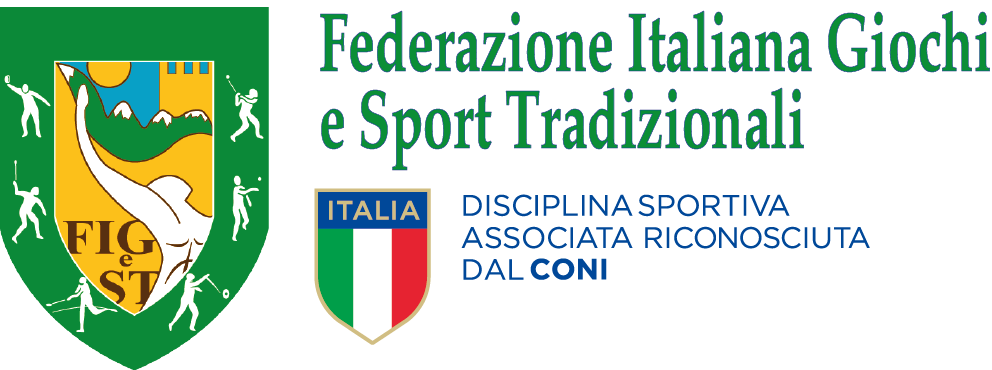 Federazione Italiana Giochi
e Sport Tradizionali
FIG
e
ST
ITALIA
DISCIPLINA SPORTIVA
ASSOCIATA RICONOSCIUTA
DAL CONI